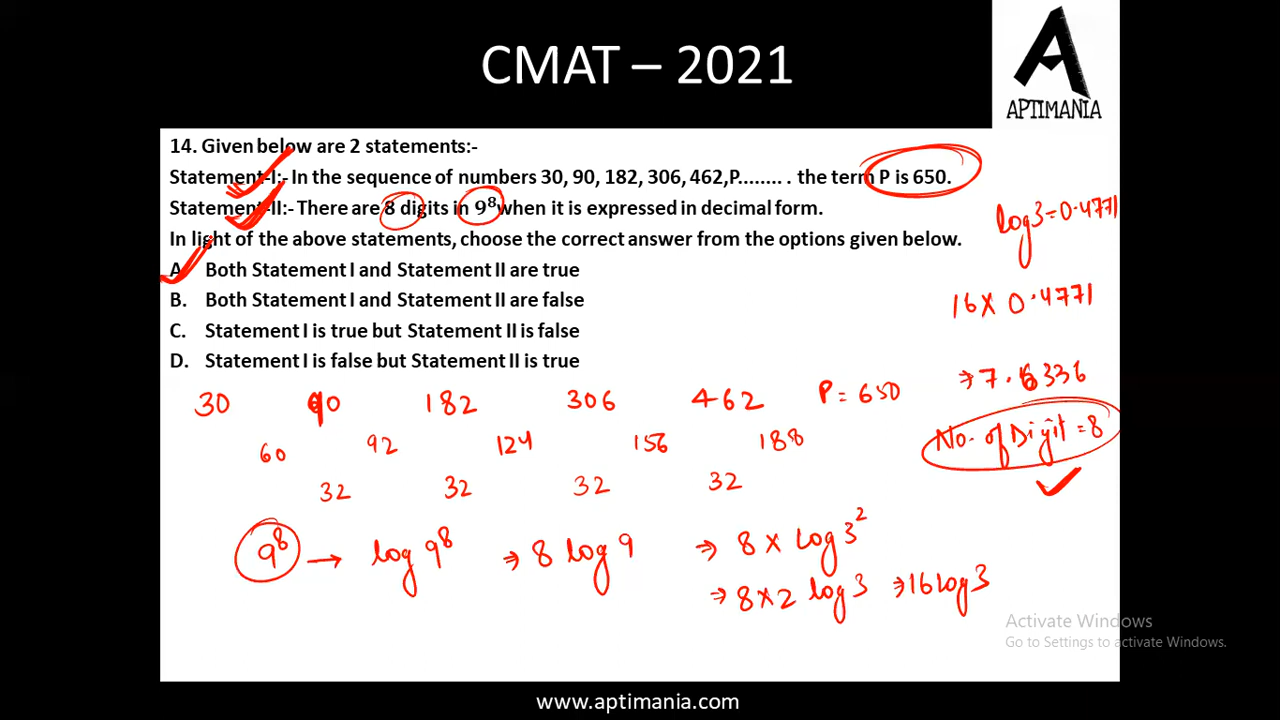 CMAT – 2021
APTIMANIA
14. Given below are 2 statements:-
Statement-I:- In the sequence of numbers 30, 90, 182, 306, 462,P........ . the term P is 650.
Statement-II:- There are 8 digits in 9⁸ when it is expressed in decimal form.
In light of the above statements, choose the correct answer from the options given below.
A. Both Statement I and Statement II are true
B. Both Statement I and Statement II are false
C. Statement I is true but Statement II is false
D. Statement I is false but Statement II is true
log3=0.4771
16 x 0.4771
⇒ 7.6336
No. of Digit = 8
30 90 182 306 462 P = 650
60 92 124 156 188
32 32 32 32
9⁸ → log 9⁸ ⇒ 8 log 9 ⇒ 8 x log 3²
⇒ 8x2 log 3 ⇒ 16 log 3
Activate Windows
Go to Settings to activate Windows.
www.aptimania.com